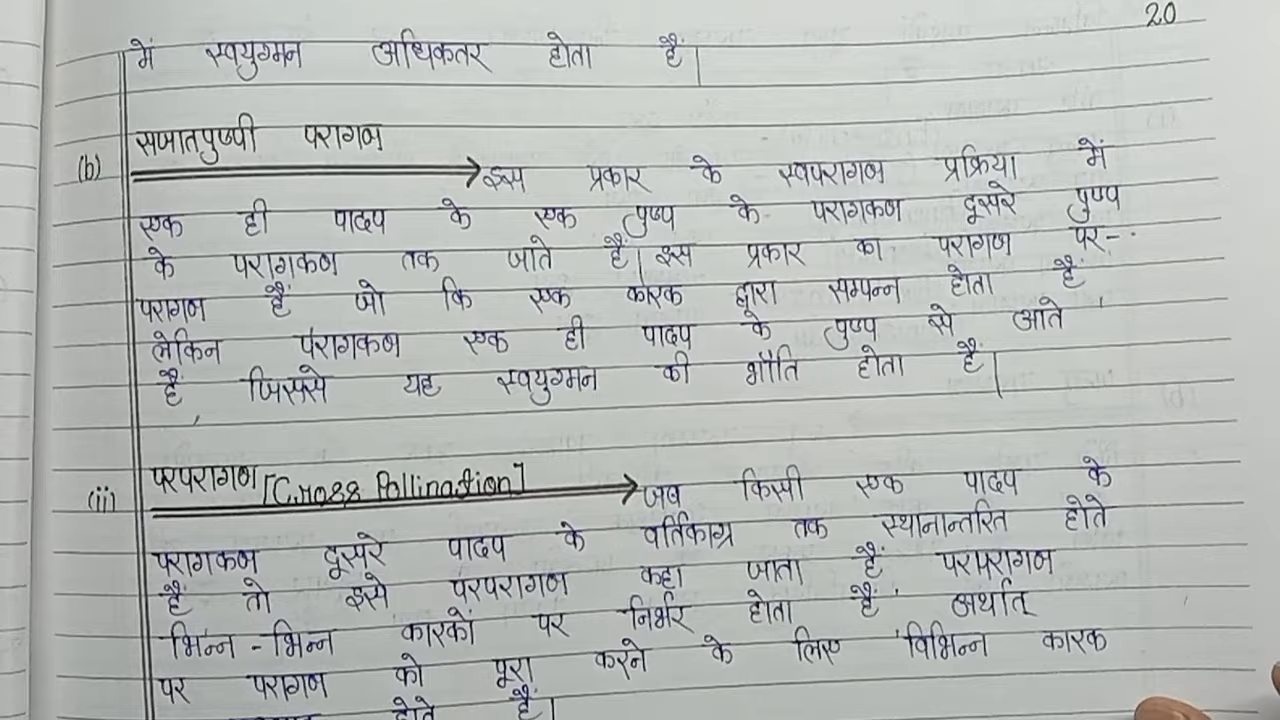 20
में स्वयुग्मन अधिकतर होता है।
सजातपुष्पी परागण
(b) इस प्रकार के स्वपरागण प्रक्रिया में
एक ही पादप के एक पुष्प के परागकण दूसरे पुष्प
के परागकण तक जाते हैं। इस प्रकार का परागण पर-
परागण हैं जो कि एक कारक द्वारा सम्पन्न होता हैं
लेकिन परागकण एक ही पादप के पुष्प से आते
हैं, जिससे यह स्वयुग्मन की भाँति होता हैं।
(ii) परपरागण [Cross Pollination] जब किसी एक पादप के
परागकण दूसरे पादप के वर्तिकाग्र तक स्थानान्तरित होते
हैं तो इसे परपरागण कहा जाता हैं परपरागण
भिन्न-भिन्न कारकों पर निर्भर होता हैं, अर्थात्
पर परागण को पूरा करने के लिए विभिन्न कारक
होते हैं।